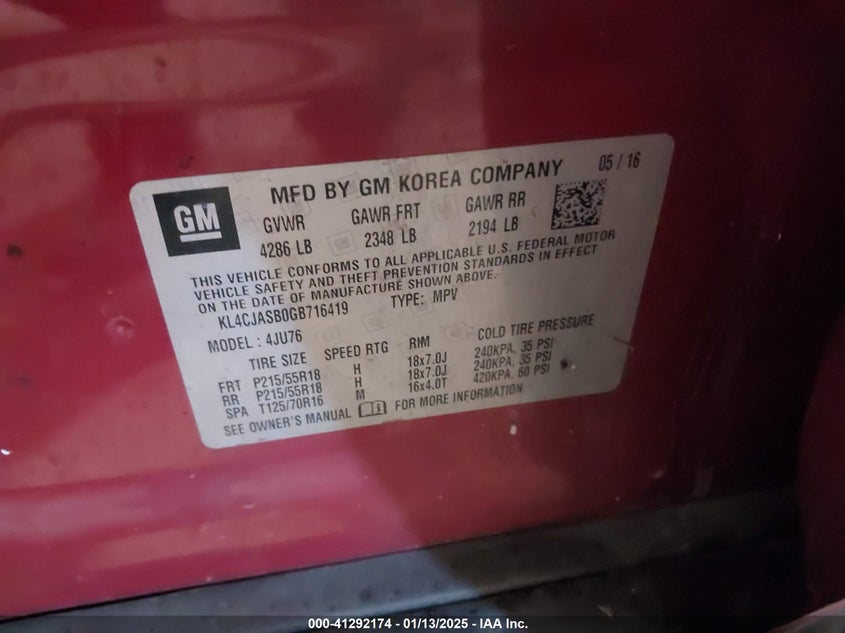 GM
MFD BY GM KOREA COMPANY 05 / 16
GVWR GAWR FRT GAWR RR
4286 LB 2348 LB 2194 LB
THIS VEHICLE CONFORMS TO ALL APPLICABLE U.S. FEDERAL MOTOR
VEHICLE SAFETY AND THEFT PREVENTION STANDARDS IN EFFECT
ON THE DATE OF MANUFACTURE SHOWN ABOVE.
KL4CJASB0GB716419 TYPE: MPV
MODEL : 4JU76
TIRE SIZE SPEED RTG RIM COLD TIRE PRESSURE
FRT P215/55R18 H 18x7.0J 240KPA, 35 PSI
RR P215/55R18 H 18x7.0J 240KPA, 35 PSI
SPA T125/70R16 M 16x4.0T 420KPA, 60 PSI
SEE OWNER'S MANUAL FOR MORE INFORMATION.
000-41292174 - 01/13/2025 - IAA Inc.